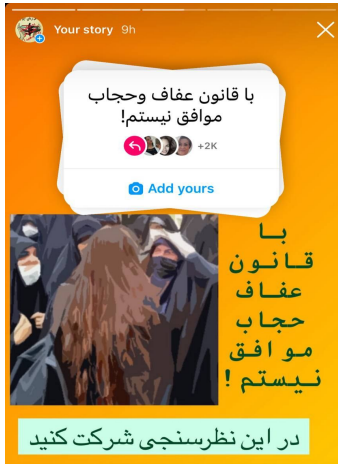 Your story 9h
با قانون عفاف وحجاب
موافق نیستم!
+2K
Add yours
با
قانون
عفاف
حجاب
موافق
نیستم!
در این نظرسنجی شرکت کنید